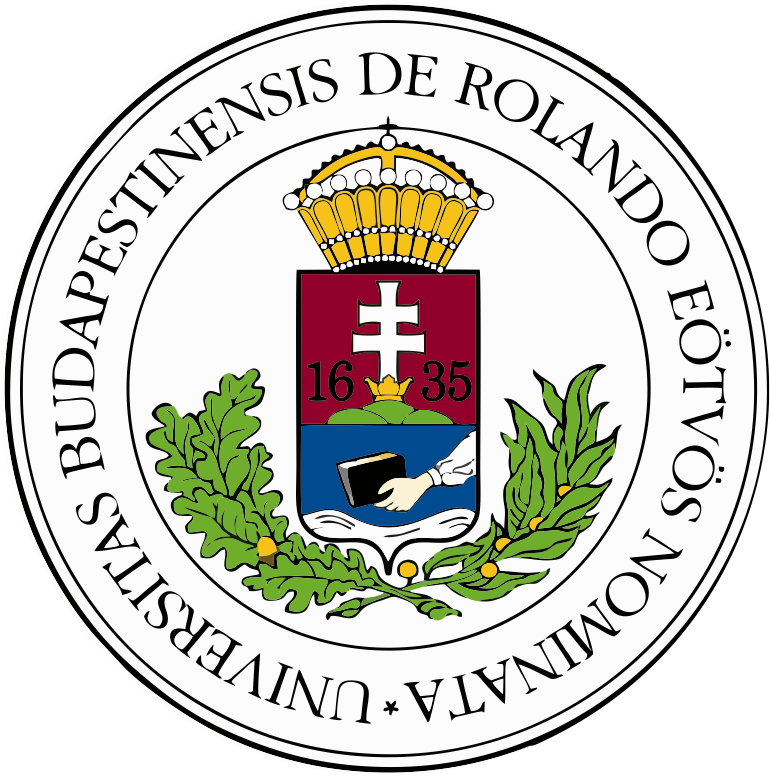 UNIVERSITAS BUDAPESTINENSIS DE ROLANDO EÖTVÖS NOMINATA
1635